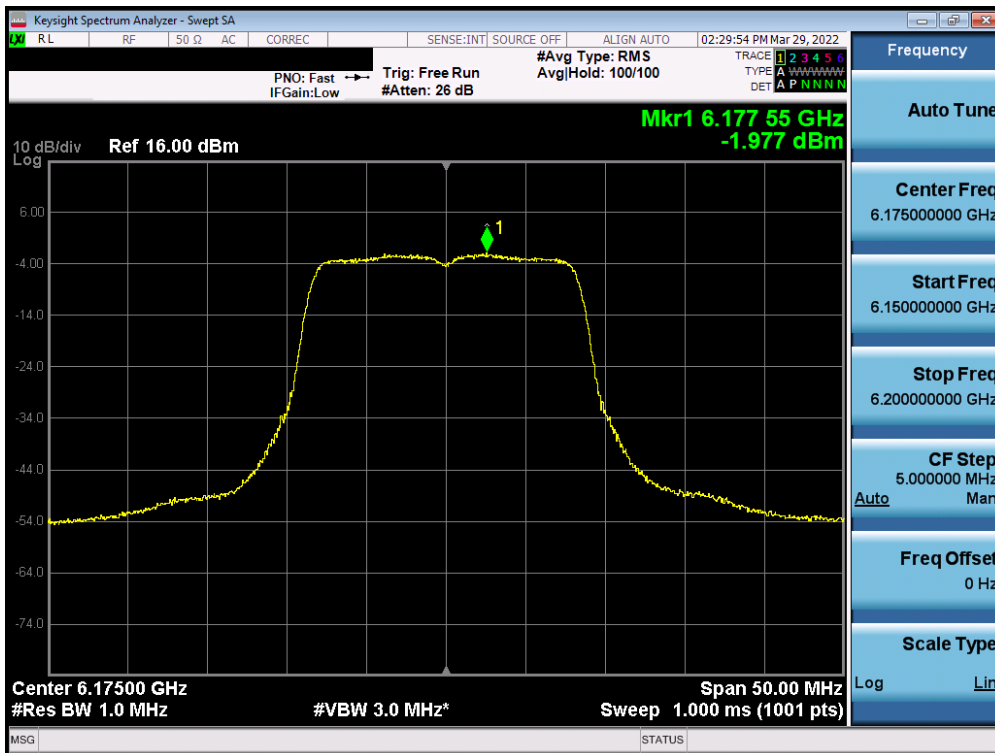 Keysight Spectrum Analyzer - Swept SA
LXI RL RF 50 Ω AC CORREC SENSE:INT SOURCE OFF ALIGN AUTO 02:29:54 PM Mar 29, 2022
PNO: Fast
IFGain:Low
Trig: Free Run
#Atten: 26 dB
#Avg Type: RMS
Avg|Hold: 100/100
TRACE 1 2 3 4 5 6
TYPE A WWWWW
DET A P N N N N
Mkr1 6.177 55 GHz
-1.977 dBm
10 dB/div
Log
Ref 16.00 dBm
6.00
-4.00
-14.0
-24.0
-34.0
-44.0
-54.0
-64.0
-74.0
1
Center 6.17500 GHz
Span 50.00 MHz
#Res BW 1.0 MHz
#VBW 3.0 MHz*
Sweep 1.000 ms (1001 pts)
MSG
STATUS
Frequency
Auto Tune
Center Freq
6.175000000 GHz
Start Freq
6.150000000 GHz
Stop Freq
6.200000000 GHz
CF Step
5.000000 MHz
Auto Man
Freq Offset
0 Hz
Scale Type
Log Lin